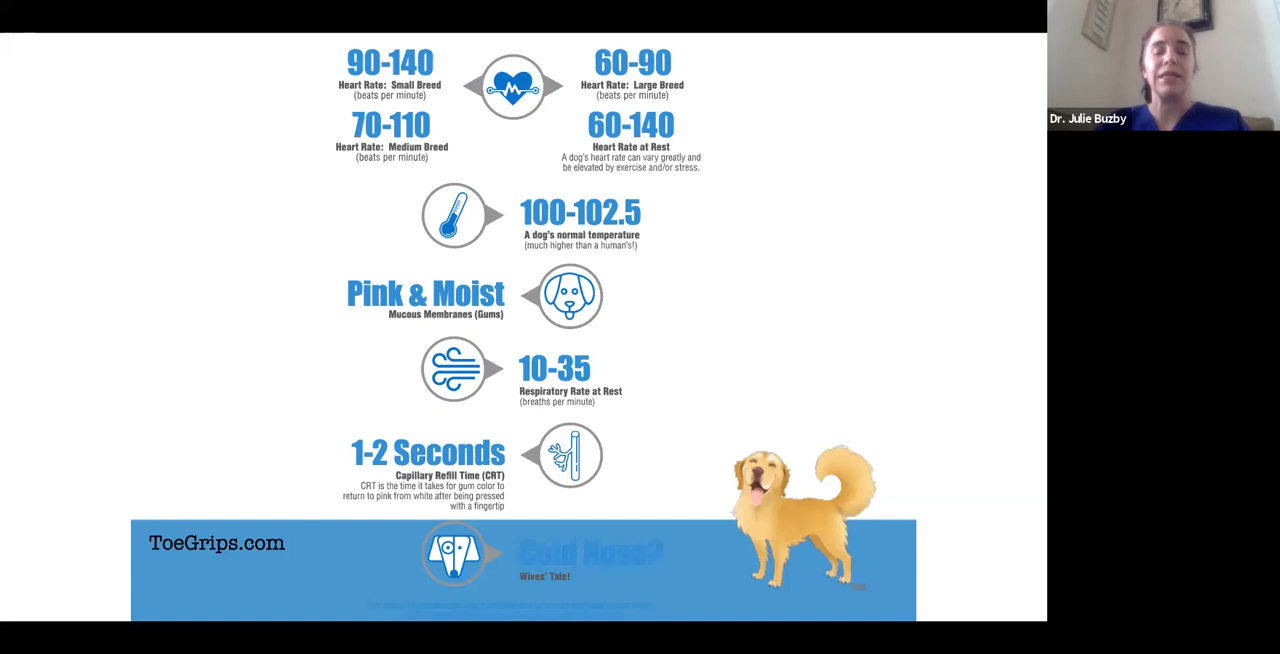 90-140
Heart Rate: Small Breed
(beats per minute)
60-90
Heart Rate: Large Breed
(beats per minute)
70-110
Heart Rate: Medium Breed
(beats per minute)
60-140
Heart Rate at Rest
A dog's heart rate can vary greatly and
be elevated by exercise and/or stress.
100-102.5
A dog's normal temperature
(much higher than a human's!)
Pink & Moist
Mucous Membranes (Gums)
10-35
Respiratory Rate at Rest
(breaths per minute)
1-2 Seconds
Capillary Refill Time (CRT)
CRT is the time it takes for gum color to
return to pink from white after being pressed
with a fingertip
ToeGrips.com
Cold Nose?
Wives' Tale!
Dr. Julie Buzby